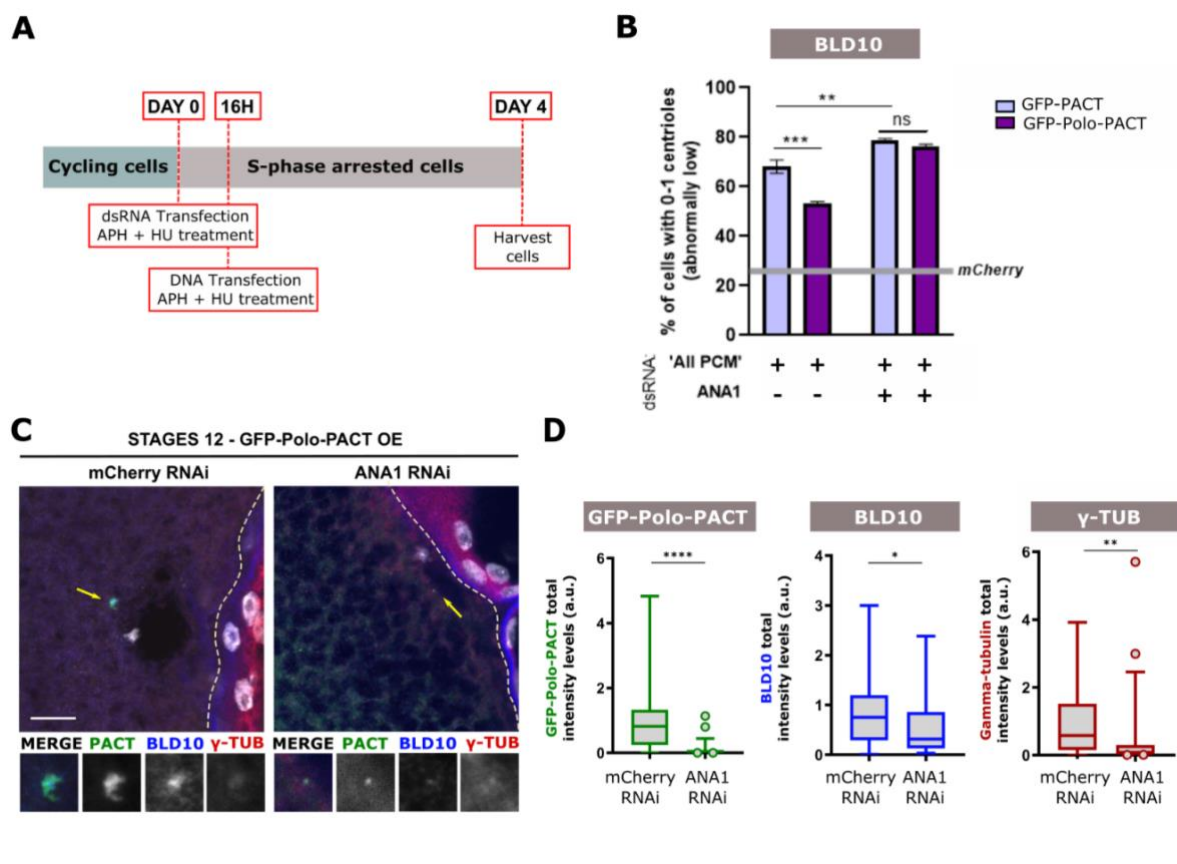 A
DAY 0
16H
DAY 4
Cycling cells
S-phase arrested cells
dsRNA Transfection
APH + HU treatment
Harvest
cells
DNA Transfection
APH + HU treatment
B
BLD10
% of cells with 0-1 centrioles
(abnormally low)
100
80
60
40
20
0
**
***
ns
mCherry
GFP-PACT
GFP-Polo-PACT
dsRNA:
'All PCM' + + + +
ANA1 - - + +
C
STAGES 12 - GFP-Polo-PACT OE
mCherry RNAi
ANA1 RNAi
MERGE PACT BLD10 γ-TUB
MERGE PACT BLD10 γ-TUB
D
GFP-Polo-PACT
GFP-Polo-PACT total
intensity levels (a.u.)
6
4
2
0
****
mCherry ANA1
RNAi RNAi
BLD10
BLD10 total
intensity levels (a.u.)
4
3
2
1
0
*
mCherry ANA1
RNAi RNAi
γ-TUB
Gamma-tubulin total
intensity levels (a.u.)
6
4
2
0
**
mCherry ANA1
RNAi RNAi